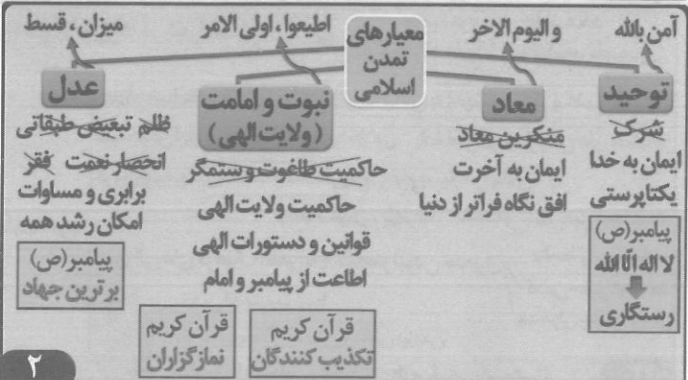 معیارهای
تمدن
اسلامی
آمن بالله
و الیوم الاخر
اطیعوا، اولی الامر
میزان، قسط
توحید
شرک
ایمان به خدا
یکتاپرستی
پیامبر(ص)
لا اله الّا الله
رستگاری
معاد
منکرین معاد
ایمان به آخرت
افق نگاه فراتر از دنیا
نبوت و امامت
(ولایت الهی)
حاکمیت طاغوت و ستمگر
حاکمیت ولایت الهی
قوانین و دستورات الهی
اطاعت از پیامبر و امام
قرآن کریم
تکذیب کنندگان
قرآن کریم
نمازگزاران
عدل
ظلم تبعیض طبقاتی
انحصار نعمت فقر
برابری و مساوات
امکان رشد همه
پیامبر(ص)
برترین جهاد
۲